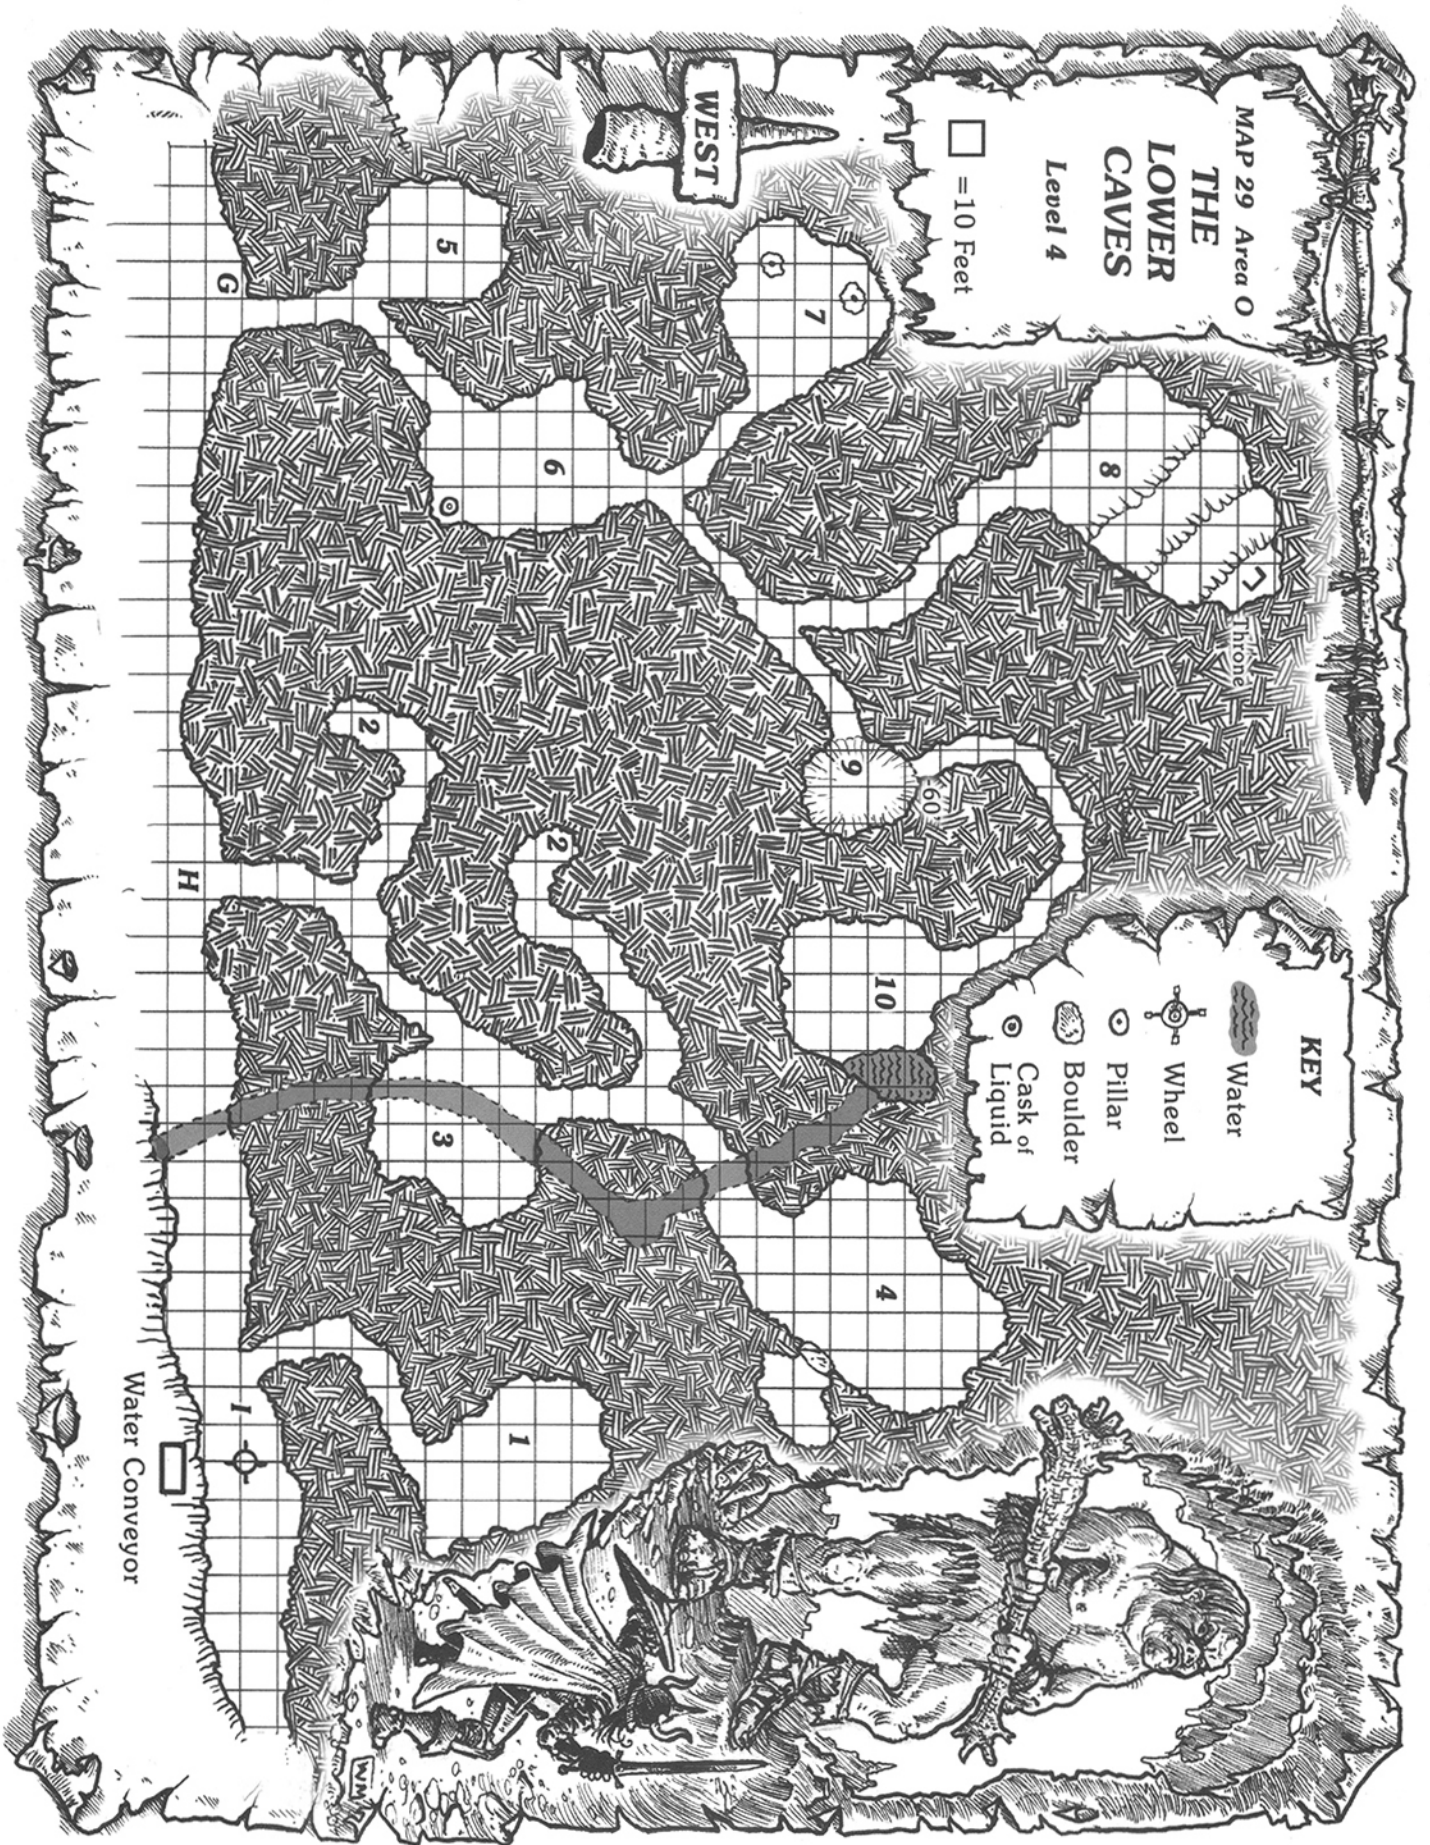 MAP 29 Area O
THE
LOWER
CAVES
Level 4
=10 Feet
WEST
KEY
Water
Wheel
Pillar
Boulder
Cask of
Liquid
Throne
8
7
5
6
9
-60
10
2
2
3
4
1
G
H
I
Water Conveyor